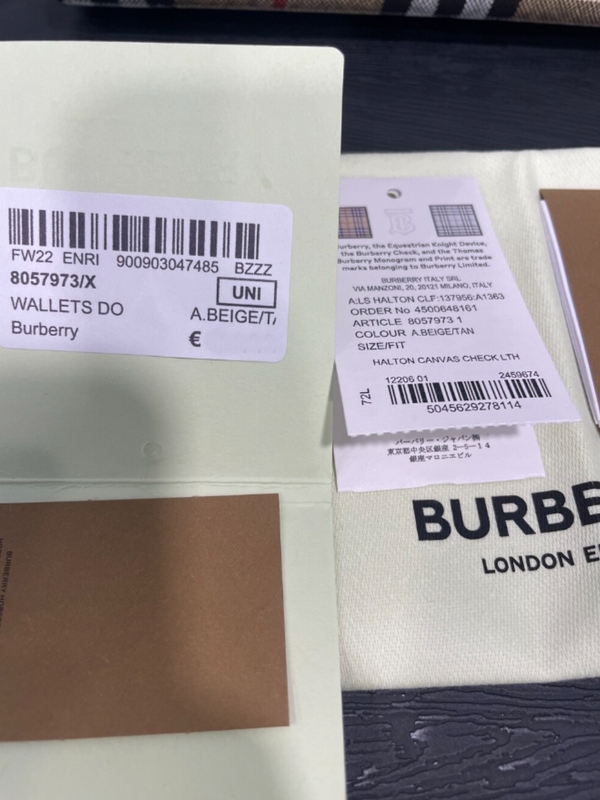 FW22 ENRI 900903047485 BZZZ
8057973/X
UNI
WALLETS DO
A.BEIGE/TA
Burberry
€
Burberry, the Equestrian Knight Device,
the Burberry Check, and the Thomas
Burberry Monogram and Print are trade
marks belonging to Burberry Limited.
BURBERRY ITALY SRL
VIA MANZONI, 20, 20121 MILANO, ITALY
A:LS HALTON CLF:137956:A1363
ORDER No 4500648161
ARTICLE 8057973 1
COLOUR A.BEIGE/TAN
SIZE/FIT
HALTON CANVAS CHECK LTH
72L
12206 01 2459674
5045629278114
バーバリー・ジャパン㈱
東京都中央区銀座 2-5-14
銀座マロニエビル
BURBE
LONDON E